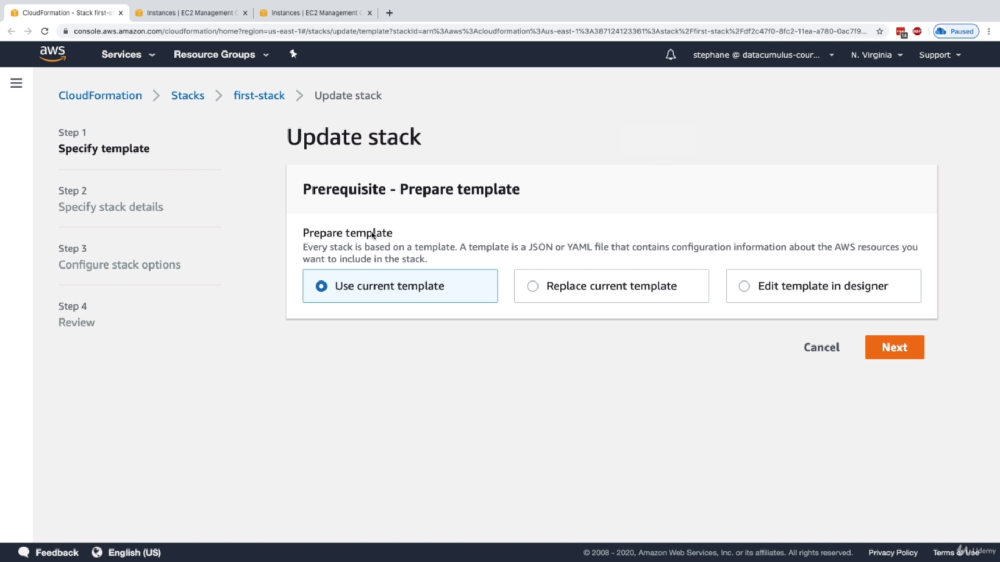 CloudFormation - Stack first-s
Instances | EC2 Management C
Instances | EC2 Management C
console.aws.amazon.com/cloudformation/home?region=us-east-1#/stacks/update/template?stackId=arn%3Aaws%3Acloudformation%3Aus-east-1%3A387124123361%3Astack%2Ffirst-stack%2Fdf2c47f0-8fc2-11ea-a780-0ac7f9...
14
ABP
Paused
aws
Services
Resource Groups
stephane @ datacumulus-cour...
N. Virginia
Support
CloudFormation > Stacks > first-stack > Update stack
Step 1
Specify template
Step 2
Specify stack details
Step 3
Configure stack options
Step 4
Review
Update stack
Prerequisite - Prepare template
Prepare template
Every stack is based on a template. A template is a JSON or YAML file that contains configuration information about the AWS resources you
want to include in the stack.
Use current template
Replace current template
Edit template in designer
Cancel
Next
Feedback
English (US)
© 2008 - 2020, Amazon Web Services, Inc. or its affiliates. All rights reserved.
Privacy Policy
Terms of Use